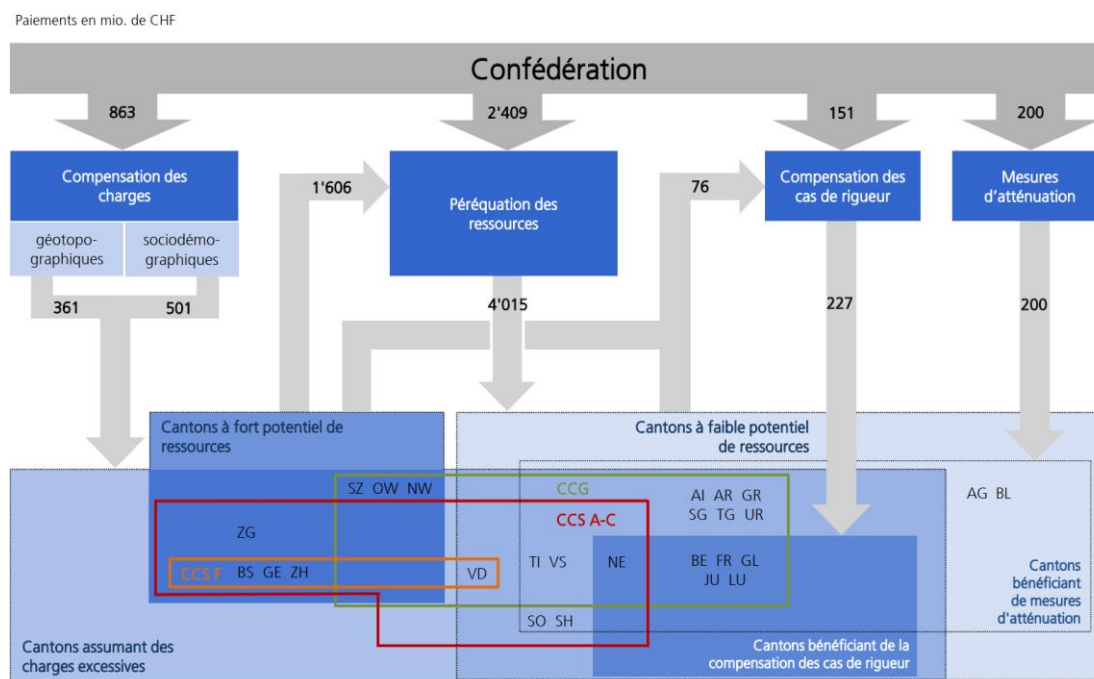 Paiements en mio. de CHF
Confédération
863
2'409
151
200
Compensation des
charges
géotopo-
graphiques
sociodémo-
graphiques
1'606
Péréquation des
ressources
76
Compensation des
cas de rigueur
Mesures
d'atténuation
361
501
4'015
227
200
Cantons à fort potentiel de
ressources
Cantons à faible potentiel
de ressources
SZ OW NW
CCG
AI AR GR
SG TG UR
AG BL
CCS A-C
ZG
CCS F
BS GE ZH
VD
TI VS
NE
BE FR GL
JU LU
Cantons
bénéficiant
de mesures
d'atténuation
SO SH
Cantons assumant des
charges excessives
Cantons bénéficiant de la
compensation des cas de rigueur